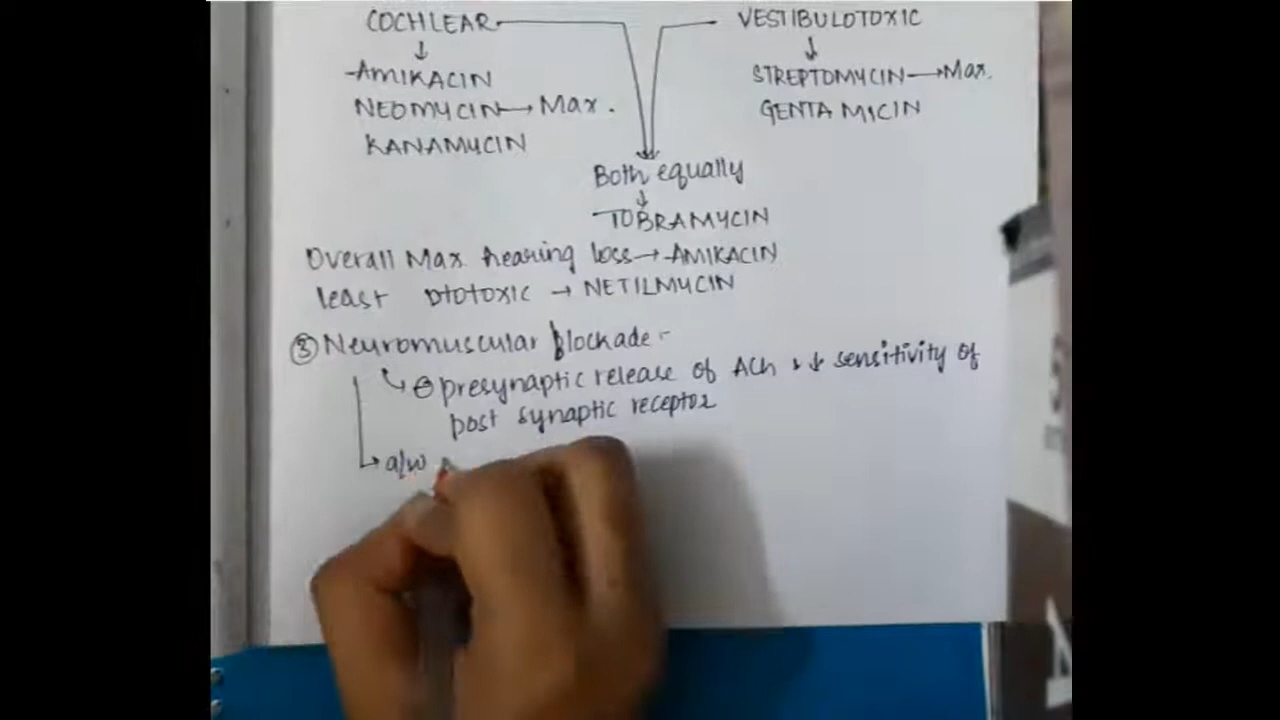 COCHLEAR
VESTIBULOTOXIC
↓
↓
AMIKACIN
STREPTOMYCIN → Max.
NEOMYCIN → Max.
GENTAMICIN
KANAMYCIN
Both equally
↓
TOBRAMYCIN
Overall Max hearing loss → AMIKACIN
least ototoxic → NETILMYCIN
③ Neuromuscular blockade :-
⊖ presynaptic release of ACh & ↓ sensitivity of
post synaptic receptor
a/w